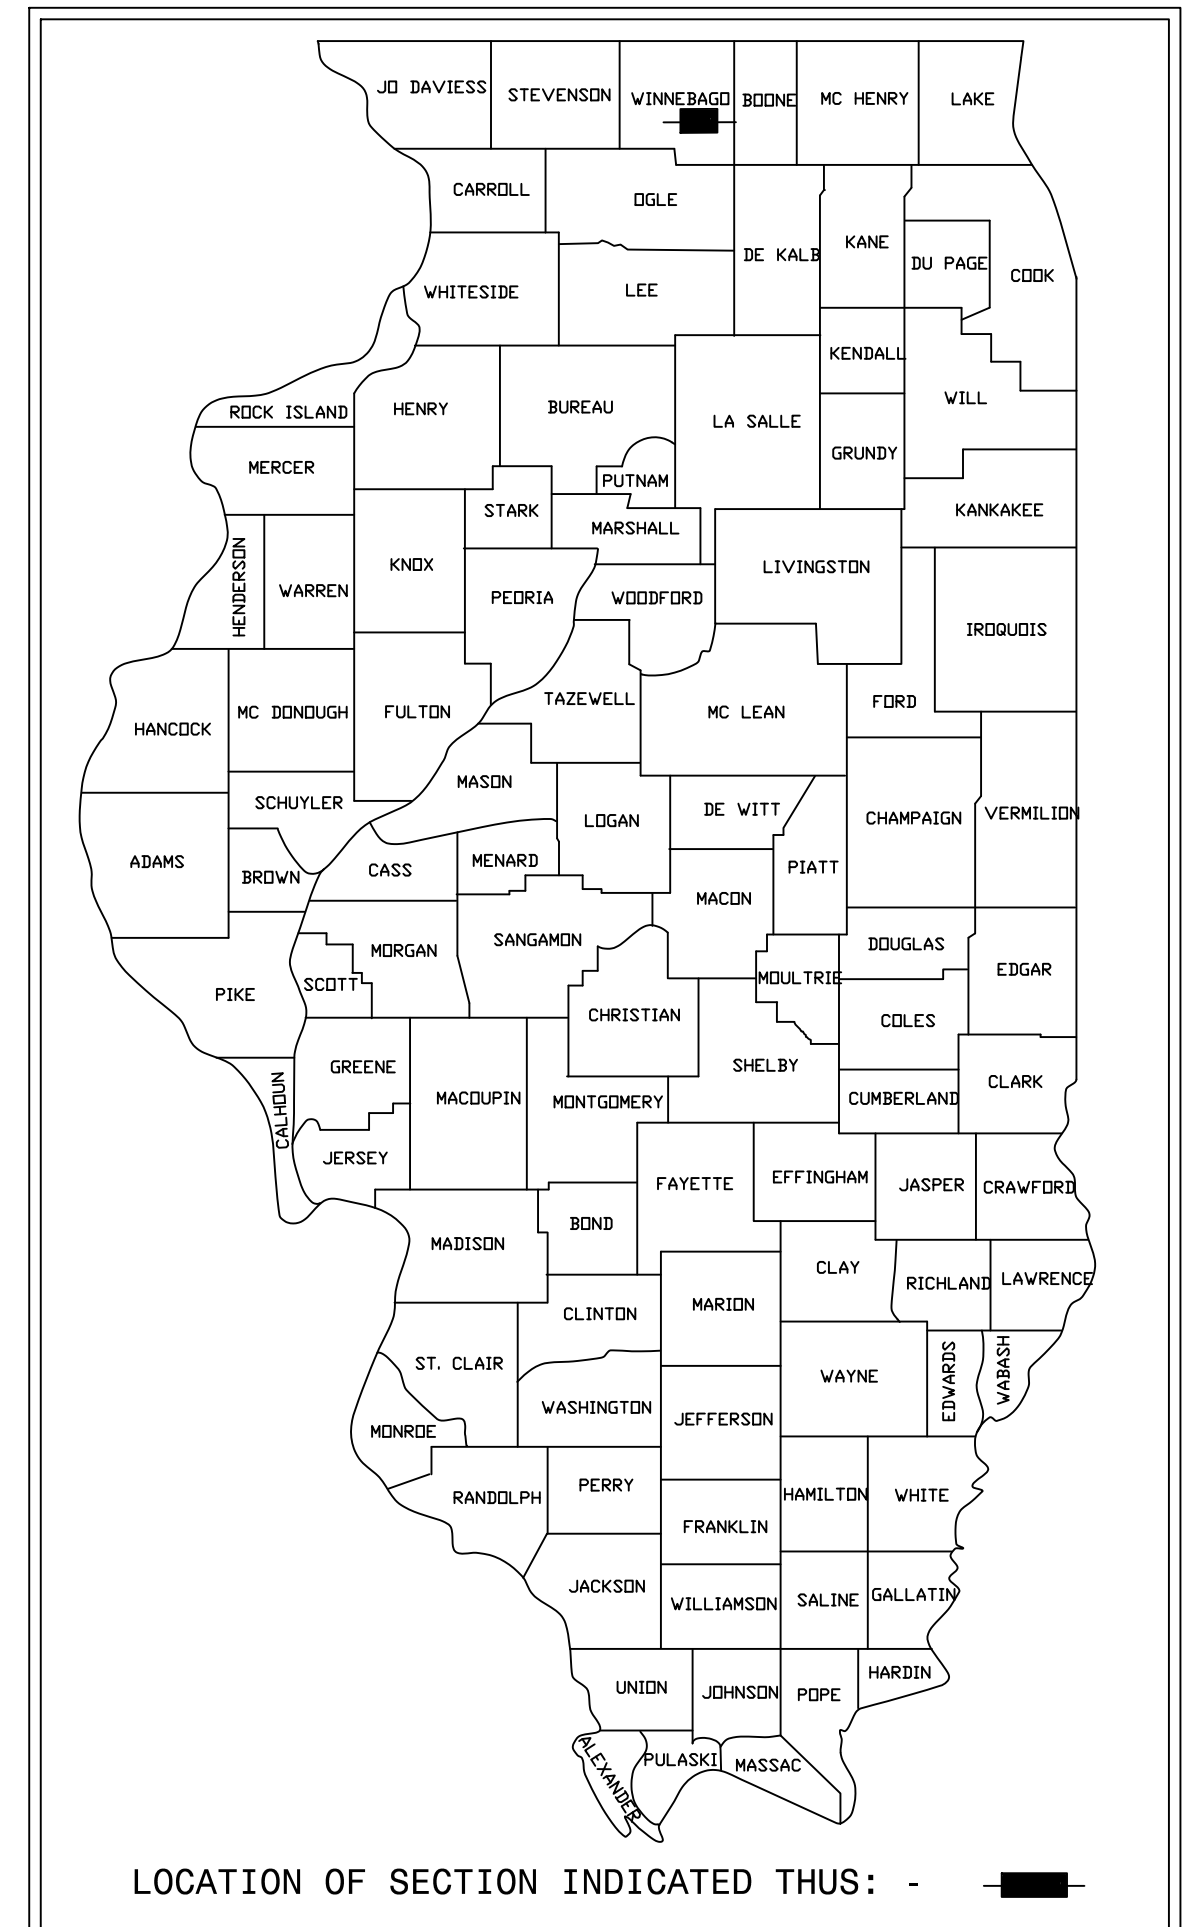 JO DAVIESS
STEVENSON
WINNEBAGO
BOONE
MC HENRY
LAKE
CARROLL
OGLE
DE KALB
KANE
DU PAGE
COOK
WHITESIDE
LEE
KENDALL
WILL
ROCK ISLAND
HENRY
BUREAU
LA SALLE
GRUNDY
MERCER
PUTNAM
STARK
MARSHALL
KANKAKEE
HENDERSON
WARREN
KNOX
PEORIA
WOODFORD
LIVINGSTON
IROQUOIS
HANCOCK
MC DONOUGH
FULTON
TAZEWELL
MC LEAN
FORD
SCHUYLER
MASON
LOGAN
DE WITT
CHAMPAIGN
VERMILION
ADAMS
BROWN
CASS
MENARD
MACON
PIATT
PIKE
SCOTT
MORGAN
SANGAMON
CHRISTIAN
MOULTRIE
DOUGLAS
EDGAR
COLES
CALHOUN
GREENE
MACOUPIN
MONTGOMERY
SHELBY
CUMBERLAND
CLARK
JERSEY
FAYETTE
EFFINGHAM
JASPER
CRAWFORD
MADISON
BOND
CLAY
RICHLAND
LAWRENCE
CLINTON
MARION
ST. CLAIR
WASHINGTON
WAYNE
EDWARDS
WABASH
MONROE
JEFFERSON
RANDOLPH
PERRY
HAMILTON
WHITE
FRANKLIN
JACKSON
WILLIAMSON
SALINE
GALLATIN
UNION
JOHNSON
POPE
HARDIN
ALEXANDER
PULASKI
MASSAC
LOCATION OF SECTION INDICATED THUS: -